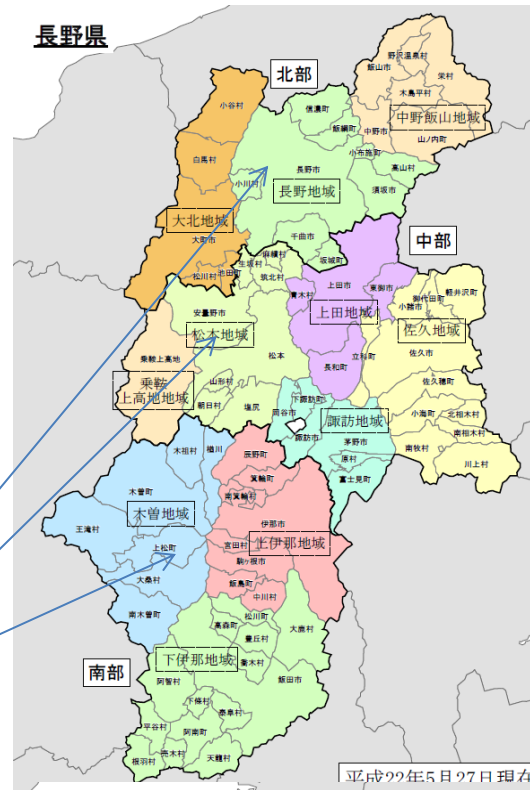 長野県
北部
野沢温泉村
飯山市
栄村
木島平村
中野飯山地域
中野市
山ノ内町
小谷村
信濃町
飯綱町
白馬村
長野市
小布施町
高山村
小川村
長野地域
須坂市
大北地域
千曲市
中部
大町市
麻績村
坂城町
生坂村
筑北村
松川村
池田町
青木村
上田市
東御市
軽井沢町
御代田町
小諸市
安曇野市
上田地域
佐久地域
松本地域
佐久市
乗鞍上高地
松本
立科町
長和町
乗鞍
上高地地域
山形村
佐久穂町
下諏訪町
朝日村
塩尻
岡谷市
諏訪地域
小海町
北相木村
諏訪市
茅野市
南相木村
木祖村
楢川
原村
南牧村
辰野町
川上村
富士見町
箕輪町
木曽町
南箕輪村
木曽地域
王滝村
伊那市
上松町
宮田村
上伊那地域
駒ヶ根市
大桑村
飯島町
中川村
南木曽町
松川町
高森町
大鹿村
豊丘村
下伊那地域
喬木村
南部
阿智村
飯田市
下條村
泰阜村
平谷村
阿南町
売木村
天龍村
根羽村
平成22年5月27日現在